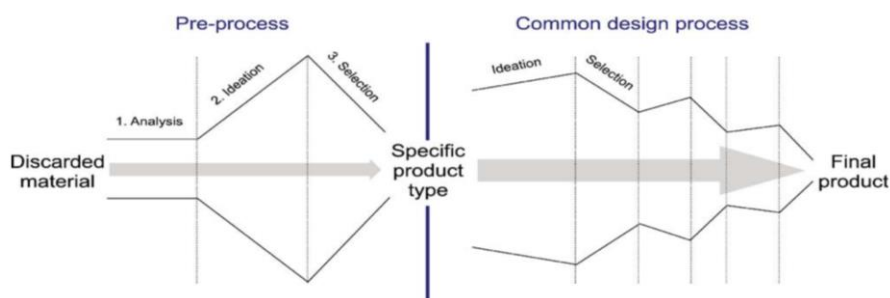 Pre-process
Common design process
1. Analysis
2. Ideation
3. Selection
Ideation
Selection
Discarded
material
Specific
product
type
Final
product